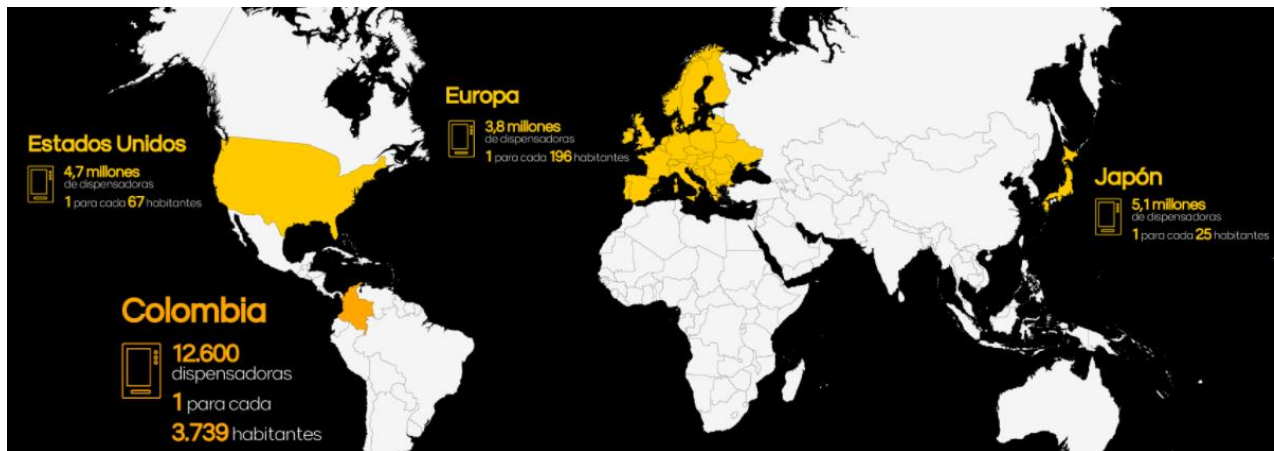 Estados Unidos
4,7 millones
de dispensadoras
1 para cada 67 habitantes
Europa
3,8 millones
de dispensadoras
1 para cada 196 habitantes
Japón
5,1 millones
de dispensadoras
1 para cada 25 habitantes
Colombia
12.600
dispensadoras
1 para cada
3.739 habitantes